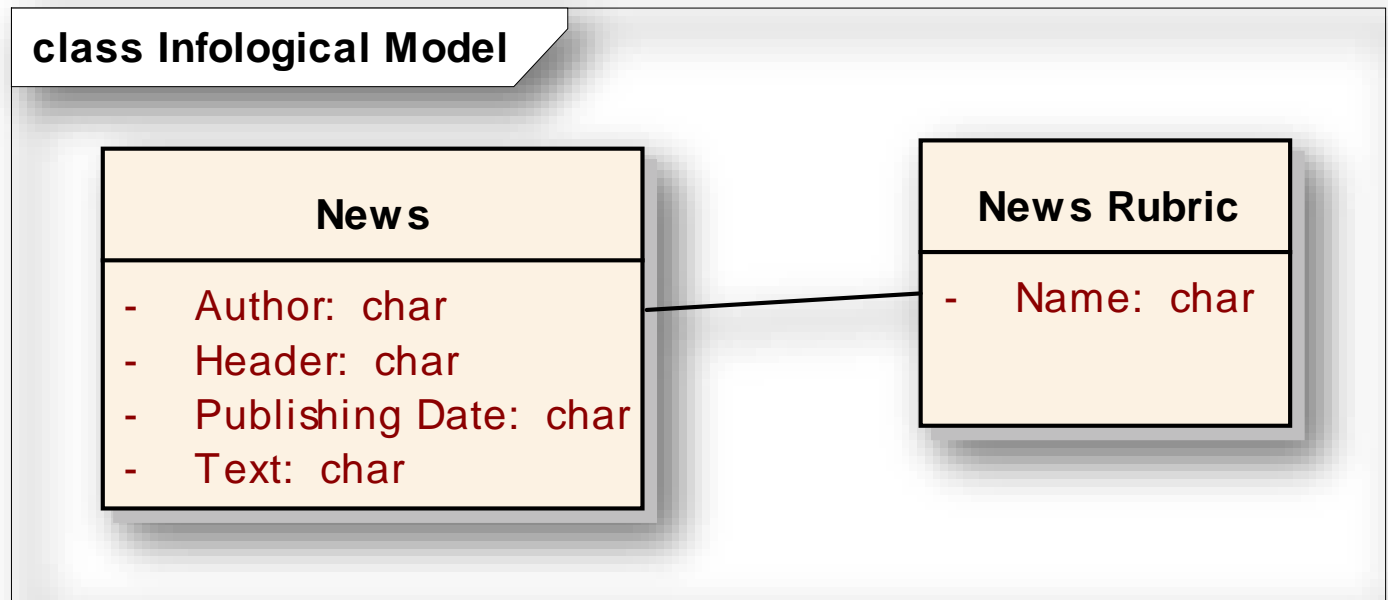 class Infological Model
News
- Author: char
- Header: char
- Publishing Date: char
- Text: char
News Rubric
- Name: char